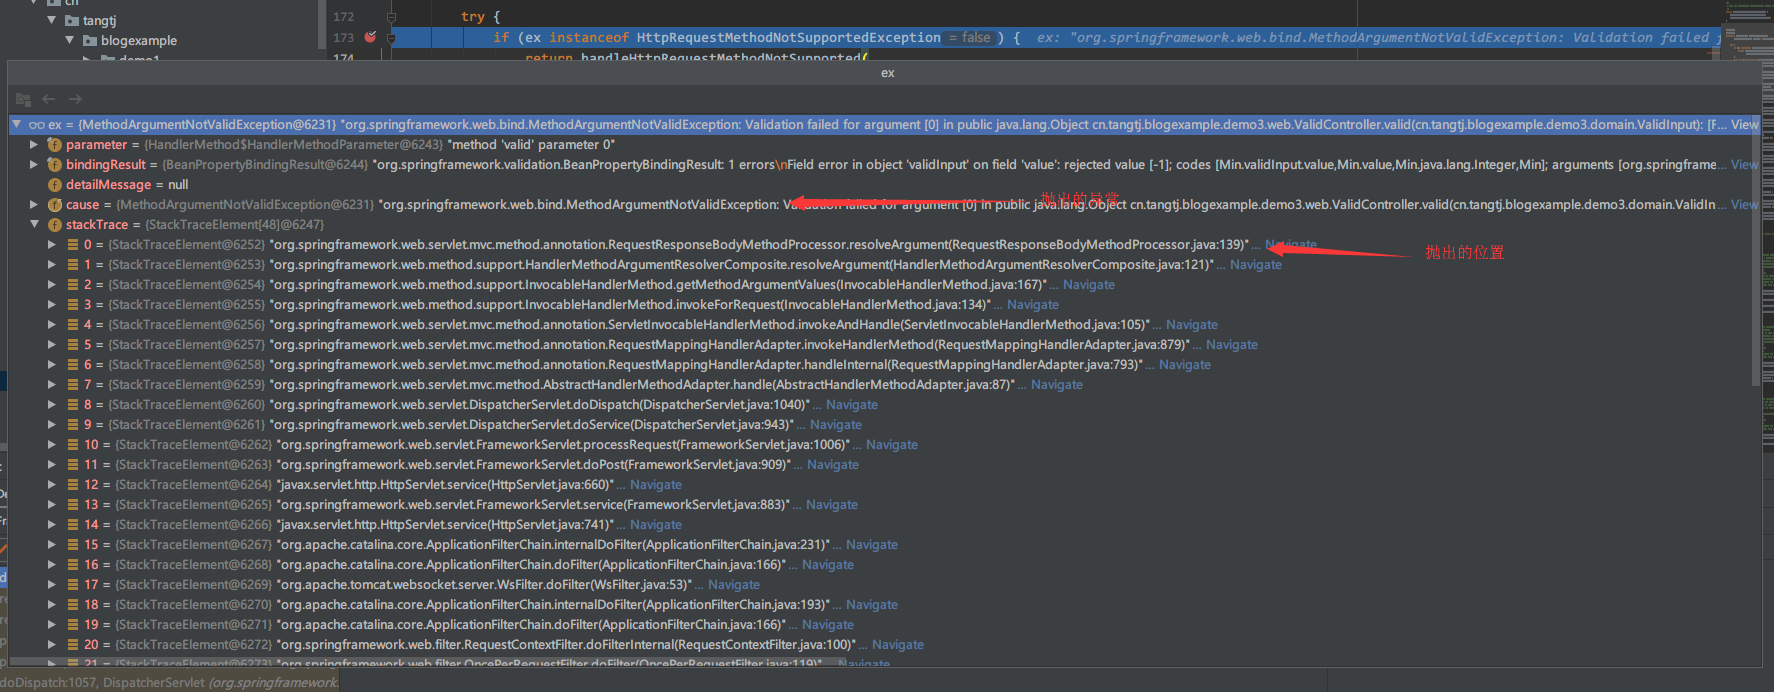 cn
tangtj
blogexample
demo1
172 try {
173 if (ex instanceof HttpRequestMethodNotSupportedException = false ) { ex: "org.springframework.web.bind.MethodArgumentNotValidException: Validation failed
174 return handleHttpRequestMethodNotSupported(
ex
ex = {MethodArgumentNotValidException@6231} "org.springframework.web.bind.MethodArgumentNotValidException: Validation failed for argument [0] in public java.lang.Object cn.tangtj.blogexample.demo3.web.ValidController.valid(cn.tangtj.blogexample.demo3.domain.ValidInput): [F... View
parameter = {HandlerMethod$HandlerMethodParameter@6243} "method 'valid' parameter 0"
bindingResult = {BeanPropertyBindingResult@6244} "org.springframework.validation.BeanPropertyBindingResult: 1 errors\nField error in object 'validInput' on field 'value': rejected value [-1]; codes [Min.validInput.value,Min.value,Min.java.lang.Integer,Min]; arguments [org.springframe... View
detailMessage = null
cause = {MethodArgumentNotValidException@6231} "org.springframework.web.bind.MethodArgumentNotValidException: Validation failed for argument [0] in public java.lang.Object cn.tangtj.blogexample.demo3.web.ValidController.valid(cn.tangtj.blogexample.demo3.domain.ValidIn... View
抛出的异常
stackTrace = {StackTraceElement[48]@6247}
0 = {StackTraceElement@6252} "org.springframework.web.servlet.mvc.method.annotation.RequestResponseBodyMethodProcessor.resolveArgument(RequestResponseBodyMethodProcessor.java:139)"... Navigate
抛出的位置
1 = {StackTraceElement@6253} "org.springframework.web.method.support.HandlerMethodArgumentResolverComposite.resolveArgument(HandlerMethodArgumentResolverComposite.java:121)"... Navigate
2 = {StackTraceElement@6254} "org.springframework.web.method.support.InvocableHandlerMethod.getMethodArgumentValues(InvocableHandlerMethod.java:167)"... Navigate
3 = {StackTraceElement@6255} "org.springframework.web.method.support.InvocableHandlerMethod.invokeForRequest(InvocableHandlerMethod.java:134)"... Navigate
4 = {StackTraceElement@6256} "org.springframework.web.servlet.mvc.method.annotation.ServletInvocableHandlerMethod.invokeAndHandle(ServletInvocableHandlerMethod.java:105)"... Navigate
5 = {StackTraceElement@6257} "org.springframework.web.servlet.mvc.method.annotation.RequestMappingHandlerAdapter.invokeHandlerMethod(RequestMappingHandlerAdapter.java:879)"... Navigate
6 = {StackTraceElement@6258} "org.springframework.web.servlet.mvc.method.annotation.RequestMappingHandlerAdapter.handleInternal(RequestMappingHandlerAdapter.java:793)"... Navigate
7 = {StackTraceElement@6259} "org.springframework.web.servlet.mvc.method.AbstractHandlerMethodAdapter.handle(AbstractHandlerMethodAdapter.java:87)"... Navigate
8 = {StackTraceElement@6260} "org.springframework.web.servlet.DispatcherServlet.doDispatch(DispatcherServlet.java:1040)"... Navigate
9 = {StackTraceElement@6261} "org.springframework.web.servlet.DispatcherServlet.doService(DispatcherServlet.java:943)"... Navigate
10 = {StackTraceElement@6262} "org.springframework.web.servlet.FrameworkServlet.processRequest(FrameworkServlet.java:1006)"... Navigate
11 = {StackTraceElement@6263} "org.springframework.web.servlet.FrameworkServlet.doPost(FrameworkServlet.java:909)"... Navigate
12 = {StackTraceElement@6264} "javax.servlet.http.HttpServlet.service(HttpServlet.java:660)"... Navigate
13 = {StackTraceElement@6265} "org.springframework.web.servlet.FrameworkServlet.service(FrameworkServlet.java:883)"... Navigate
14 = {StackTraceElement@6266} "javax.servlet.http.HttpServlet.service(HttpServlet.java:741)"... Navigate
15 = {StackTraceElement@6267} "org.apache.catalina.core.ApplicationFilterChain.internalDoFilter(ApplicationFilterChain.java:231)"... Navigate
16 = {StackTraceElement@6268} "org.apache.catalina.core.ApplicationFilterChain.doFilter(ApplicationFilterChain.java:166)"... Navigate
17 = {StackTraceElement@6269} "org.apache.tomcat.websocket.server.WsFilter.doFilter(WsFilter.java:53)"... Navigate
18 = {StackTraceElement@6270} "org.apache.catalina.core.ApplicationFilterChain.internalDoFilter(ApplicationFilterChain.java:193)"... Navigate
19 = {StackTraceElement@6271} "org.apache.catalina.core.ApplicationFilterChain.doFilter(ApplicationFilterChain.java:166)"... Navigate
20 = {StackTraceElement@6272} "org.springframework.web.filter.RequestContextFilter.doFilterInternal(RequestContextFilter.java:100)"... Navigate
21 = {StackTraceElement@6273} "org.springframework.web.filter.OncePerRequestFilter.doFilter(OncePerRequestFilter.java:119)"... Navigate
doDispatch:1057, DispatcherServlet (org.springframework.